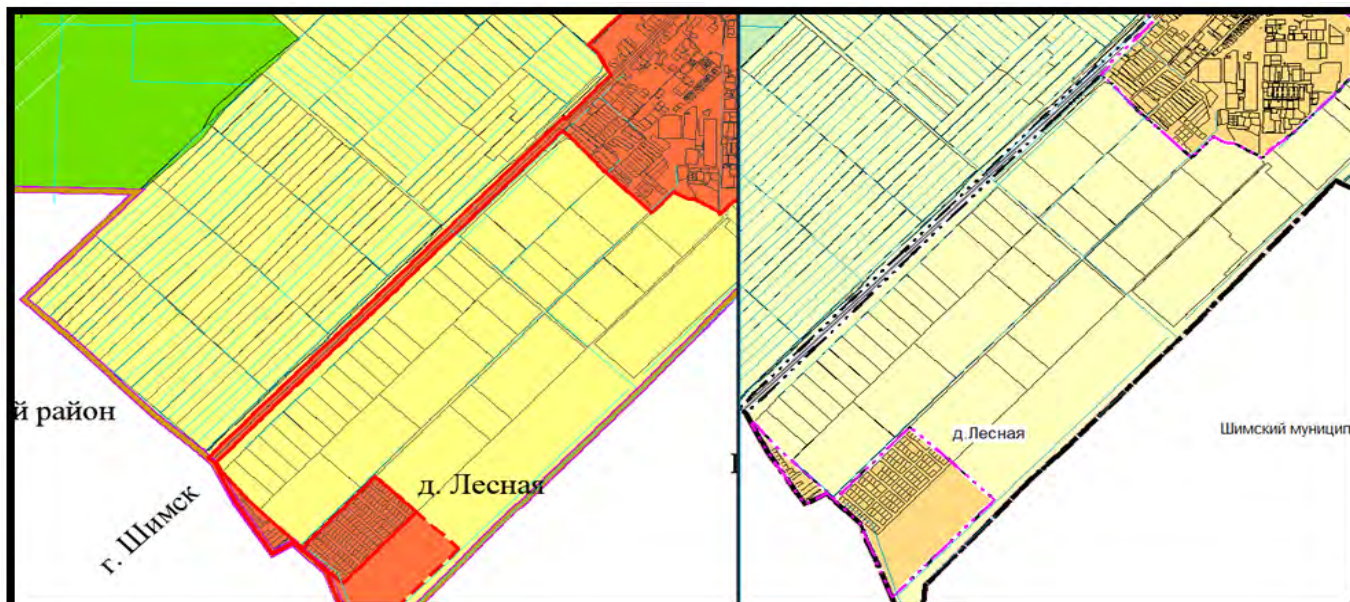 й район
д. Лесная
г. Шимск
д.Лесная
Шимский муницип